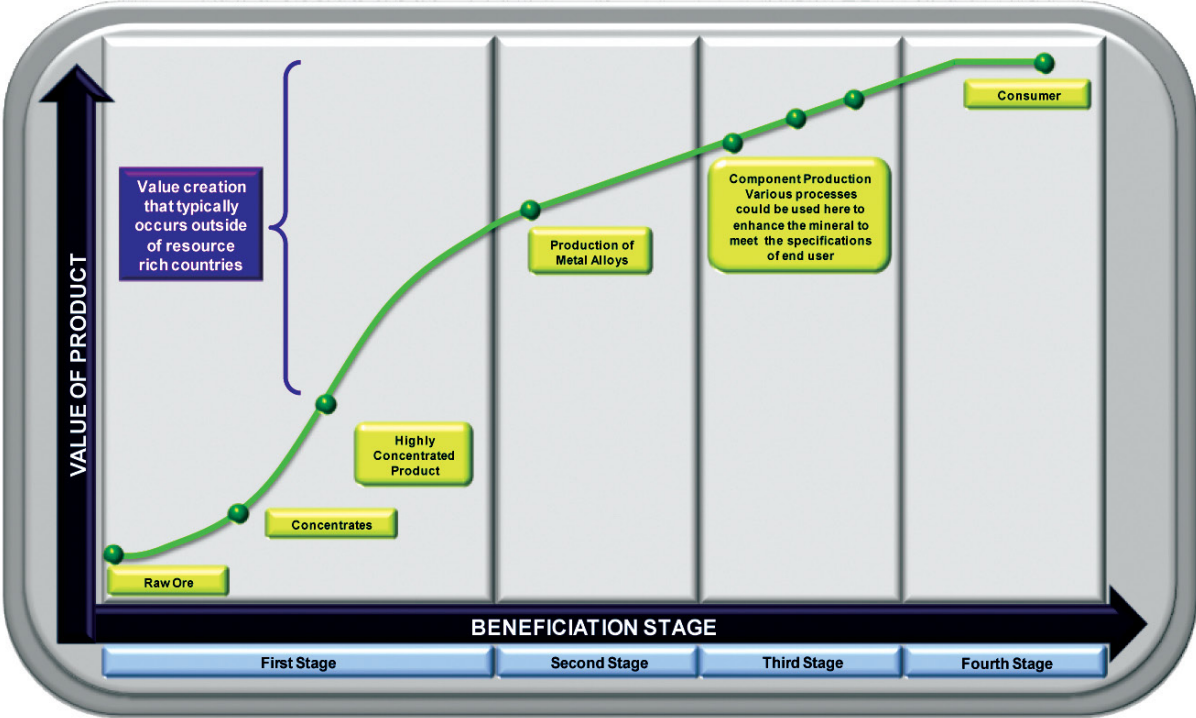 VALUE OF PRODUCT
Value creation
that typically
occurs outside
of resource
rich countries
Consumer
Component Production
Various processes
could be used here to
enhance the mineral to
meet the specifications
of end user
Production of
Metal Alloys
Highly
Concentrated
Product
Concentrates
Raw Ore
BENEFICIATION STAGE
First Stage
Second Stage
Third Stage
Fourth Stage